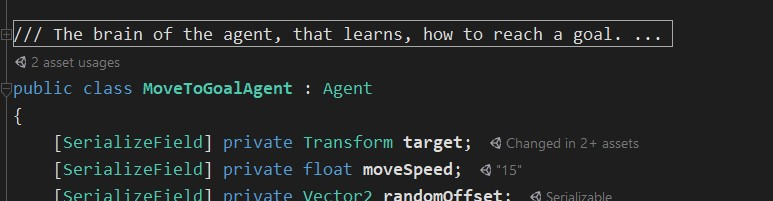 /// The brain of the agent, that learns, how to reach a goal. ...
2 asset usages
public class MoveToGoalAgent : Agent
{
[SerializeField] private Transform target; Changed in 2+ assets
[SerializeField] private float moveSpeed; "15"
[SerializeField] private Vector2 randomOffset; Serializable